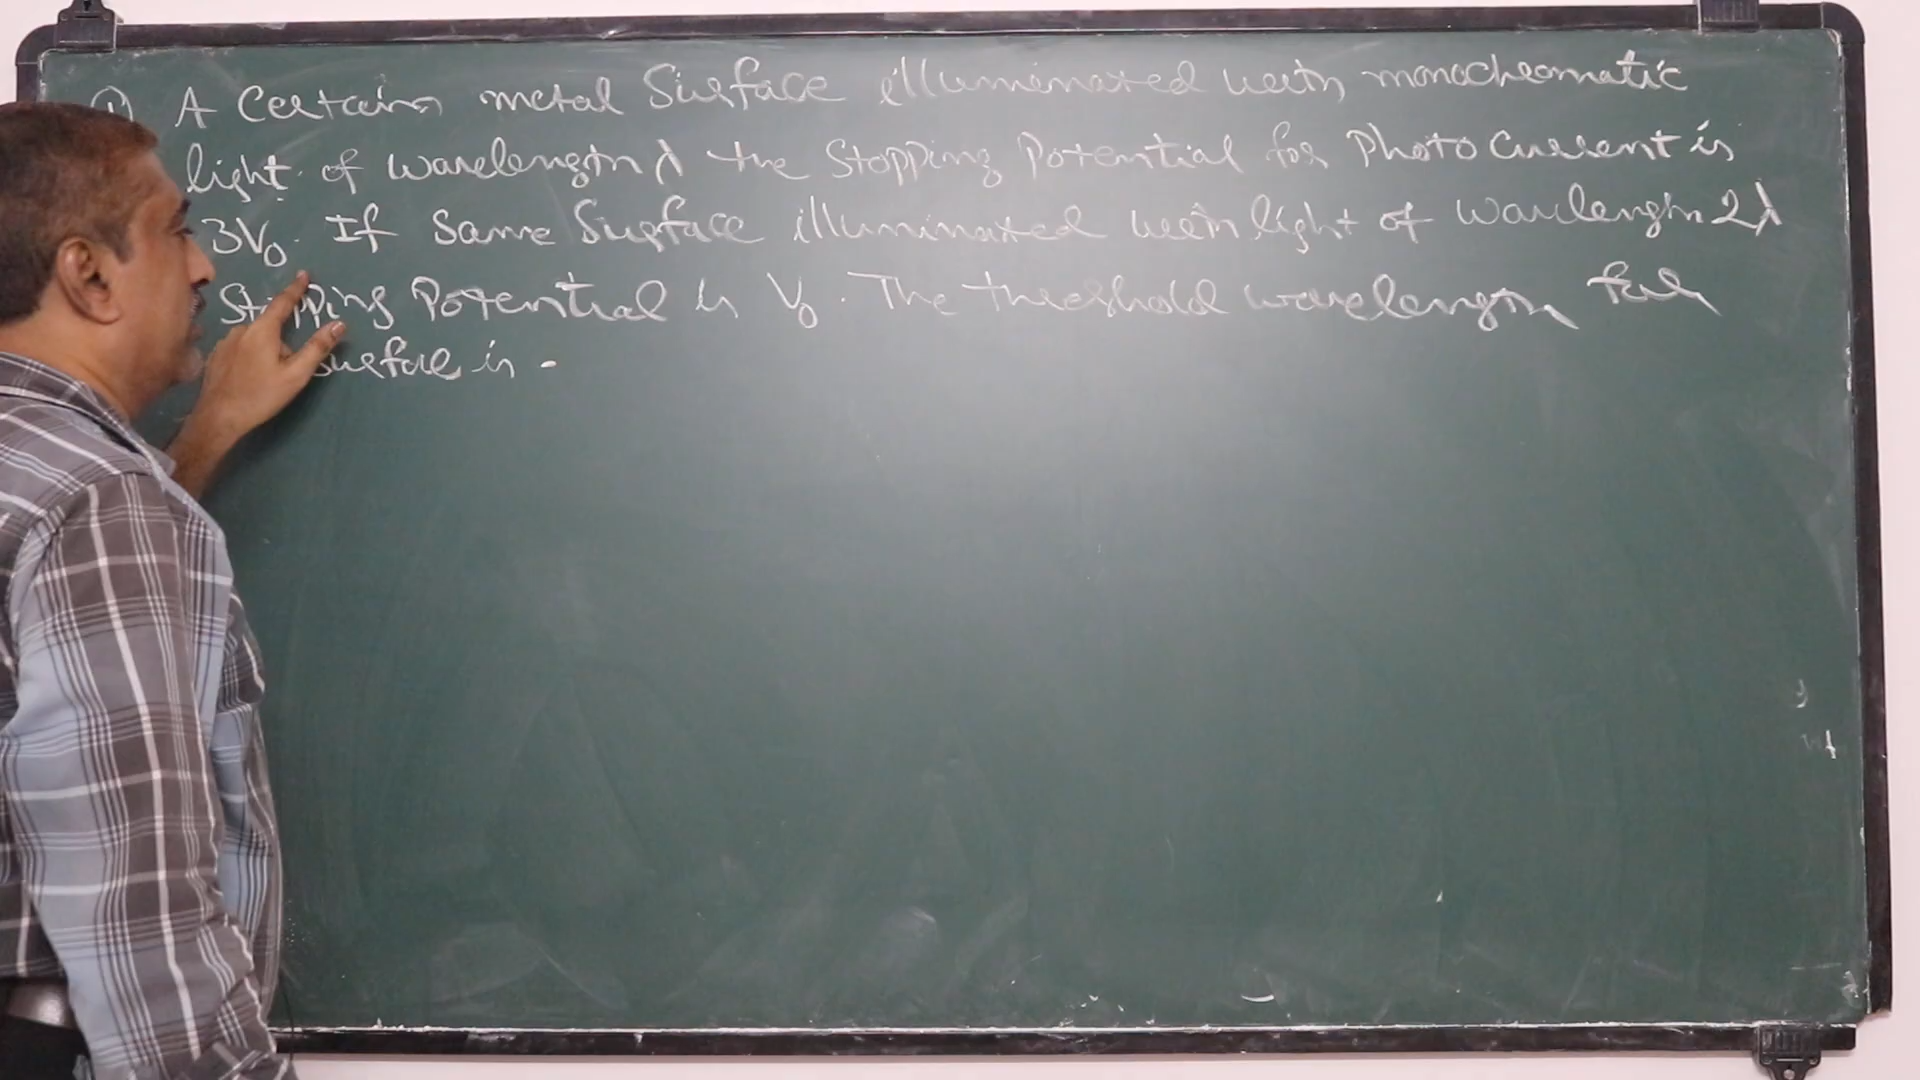 1) A Certain metal Surface illuminated with monochromatic
light of wavelength λ the Stopping Potential for Photo Current is
3V₀. If Same Surface illuminated with light of wavelength 2λ
Stopping Potential is V₀. The threshold wavelength for
Surface is -